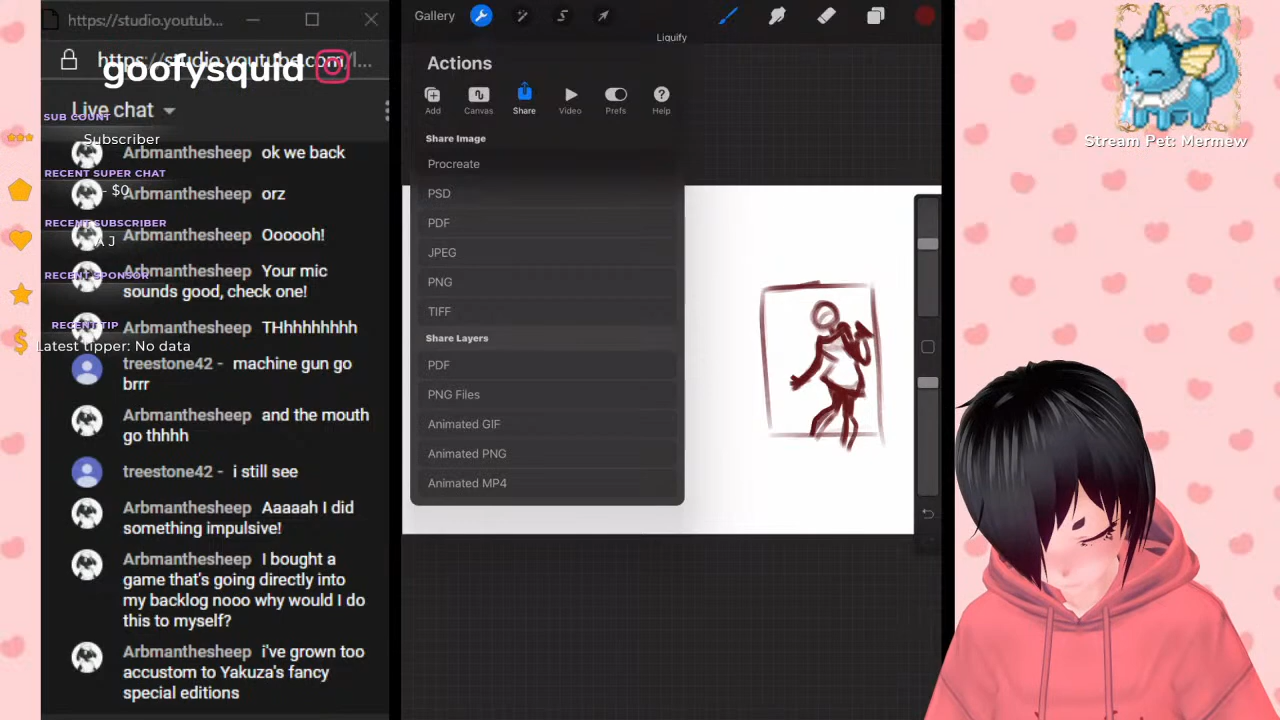 https://studio.youtub...
https://studio.youtube.com/l...
goofysquid
Live chat
SUB COUNT
Subscriber
Arbmanthesheep ok we back
RECENT SUPER CHAT
- $0
Arbmanthesheep orz
RECENT SUBSCRIBER
A J
Arbmanthesheep Oooooh!
Arbmanthesheep Your mic
RECENT SPONSOR
sounds good, check one!
RECENT TIP
Arbmanthesheep THhhhhhhhh
Latest tipper: No data
treestone42 - machine gun go
brrr
Arbmanthesheep and the mouth
go thhhh
treestone42 - i still see
Arbmanthesheep Aaaaah I did
something impulsive!
Arbmanthesheep I bought a
game that's going directly into
my backlog nooo why would I do
this to myself?
Arbmanthesheep i've grown too
accustom to Yakuza's fancy
special editions
Gallery
Liquify
Actions
Add
Canvas
Share
Video
Prefs
Help
Share Image
Procreate
PSD
PDF
JPEG
PNG
TIFF
Share Layers
PDF
PNG Files
Animated GIF
Animated PNG
Animated MP4
Stream Pet: Mermew